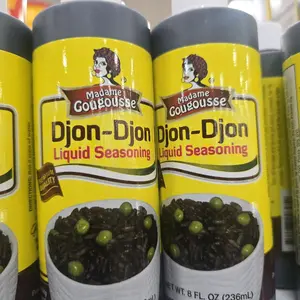 Madame
Gougousse
Djon-Djon
Liquid Seasoning
Madame
Gougousse
Djon-Djon
Liquid Seasoning
NET WT. 8 FL. OZ (236mL)